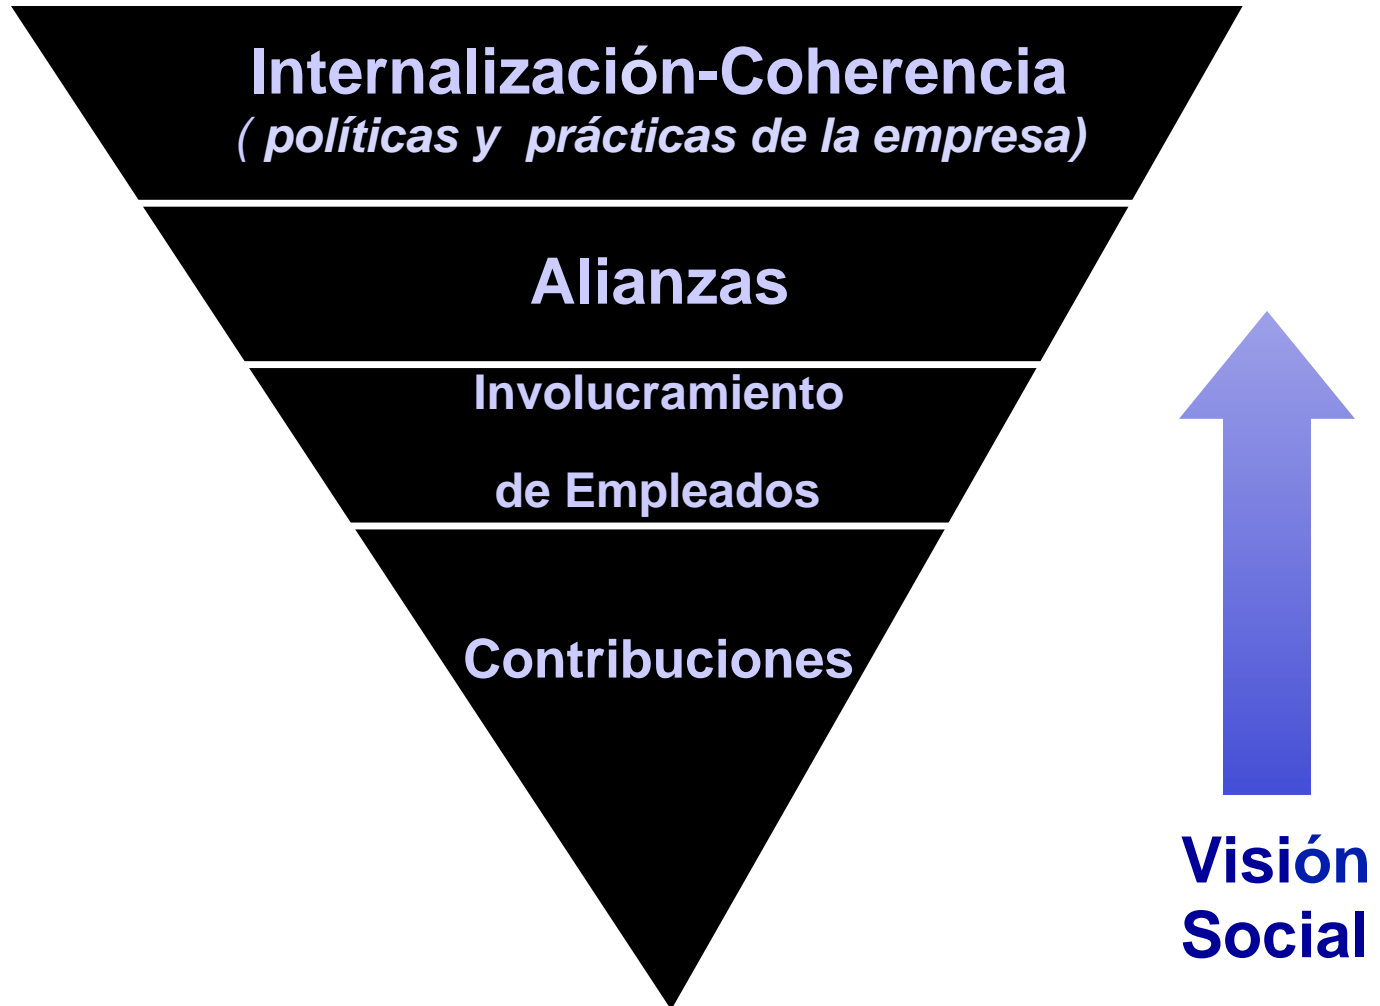 Internalización-Coherencia
( políticas y prácticas de la empresa)
Alianzas
Involucramiento
de Empleados
Contribuciones
Visión
Social